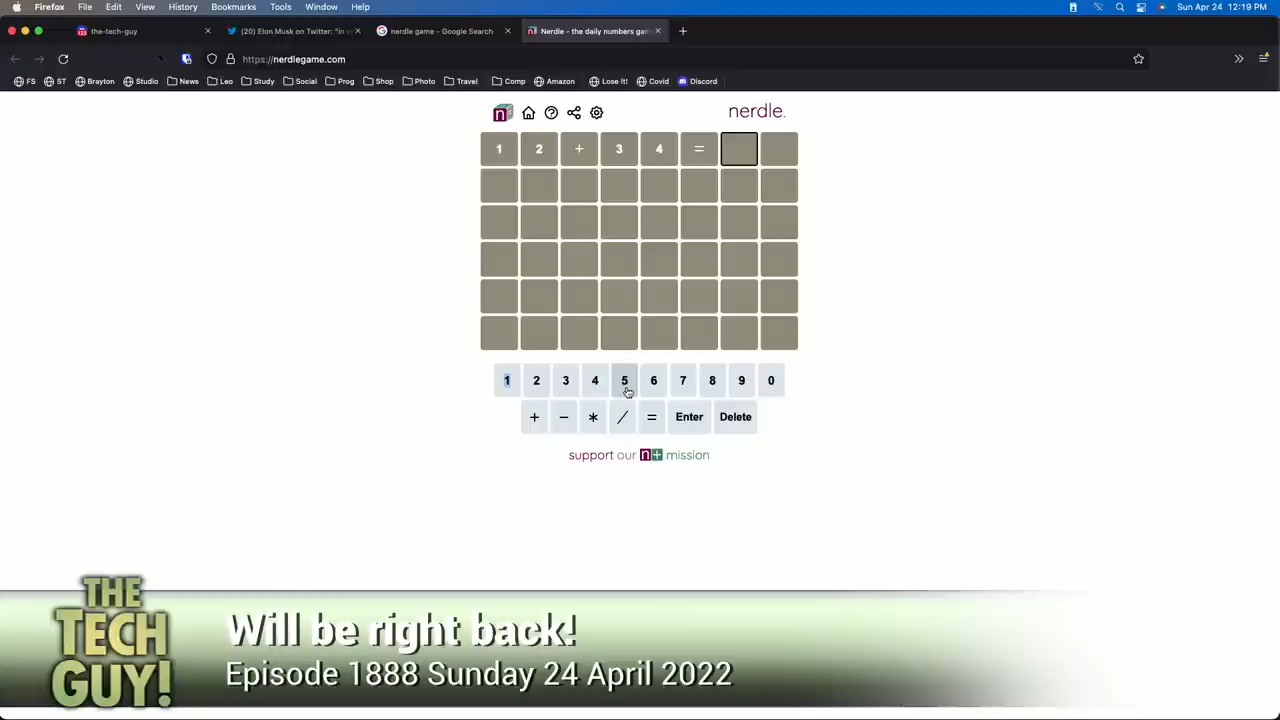 Firefox File Edit View History Bookmarks Tools Window Help Sun Apr 24 12:19 PM
the-tech-guy × (20) Elon Musk on Twitter: "in × nerdle game - Google Search × Nerdle - the daily numbers gam × +
https://nerdlegame.com
FS ST Brayton Studio News Leo Study Social Prog Shop Photo Travel Comp Amazon Lose It! Covid Discord
n nerdle.
1 2 + 3 4 =
1 2 3 4 5 6 7 8 9 0
+ − * / = Enter Delete
support our n+ mission
THE
TECH
GUY!
Will be right back!
Episode 1888 Sunday 24 April 2022